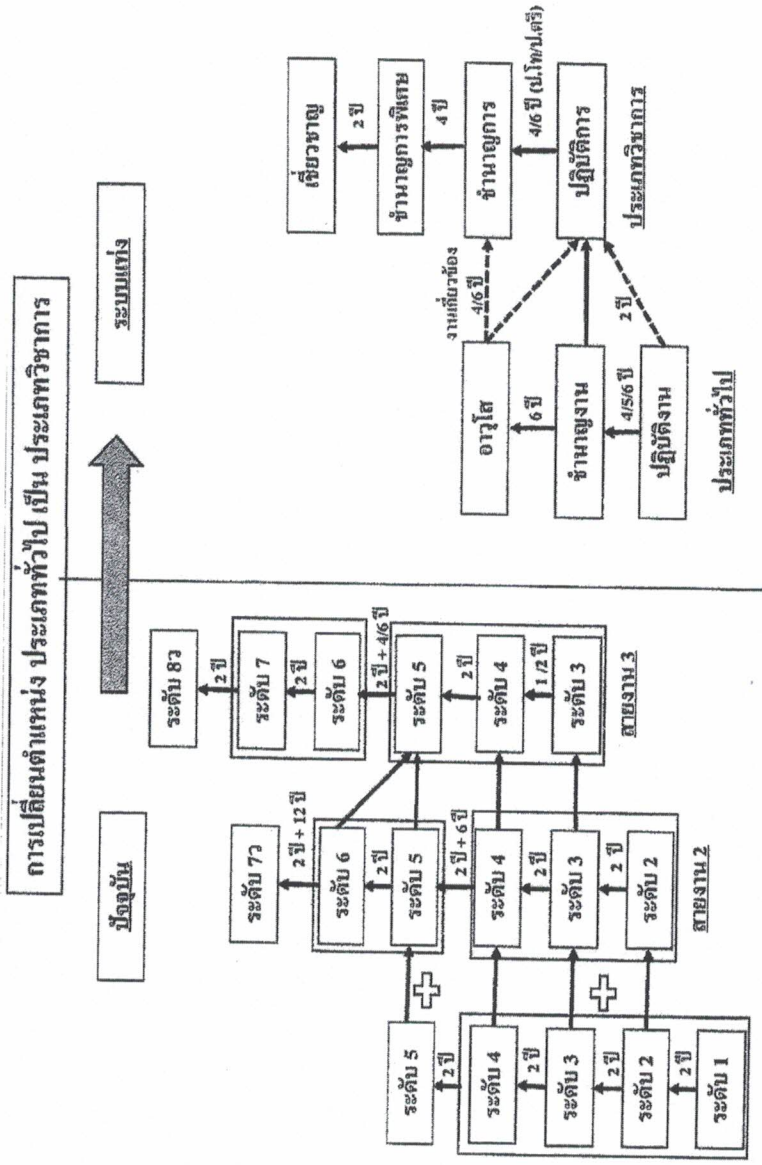 การเปลี่ยนตำแหน่ง ประเภททั่วไป เป็น ประเภทวิชาการ
ปัจจุบัน
ระบบแท่ง
ระดับ 5
2 ปี
ระดับ 4
2 ปี
ระดับ 3
2 ปี
ระดับ 2
2 ปี
ระดับ 1
ระดับ 7ว
2 ปี + 12 ปี
ระดับ 6
2 ปี
ระดับ 5
2 ปี + 6 ปี
ระดับ 4
2 ปี
ระดับ 3
2 ปี
ระดับ 2
สายงาน 2
ระดับ 8ว
2 ปี
ระดับ 7
2 ปี
ระดับ 6
2 ปี + 4/6 ปี
ระดับ 5
2 ปี
ระดับ 4
1/2 ปี
ระดับ 3
สายงาน 3
อาวุโส
6 ปี
ชำนาญงาน
4/5/6 ปี
ปฏิบัติงาน
ประเภททั่วไป
งานเกี่ยวข้อง
4/6 ปี
2 ปี
เชี่ยวชาญ
2 ปี
ชำนาญการพิเศษ
4 ปี
ชำนาญการ
4/6 ปี (ป.โท/ป.ตรี)
ปฏิบัติการ
ประเภทวิชาการ